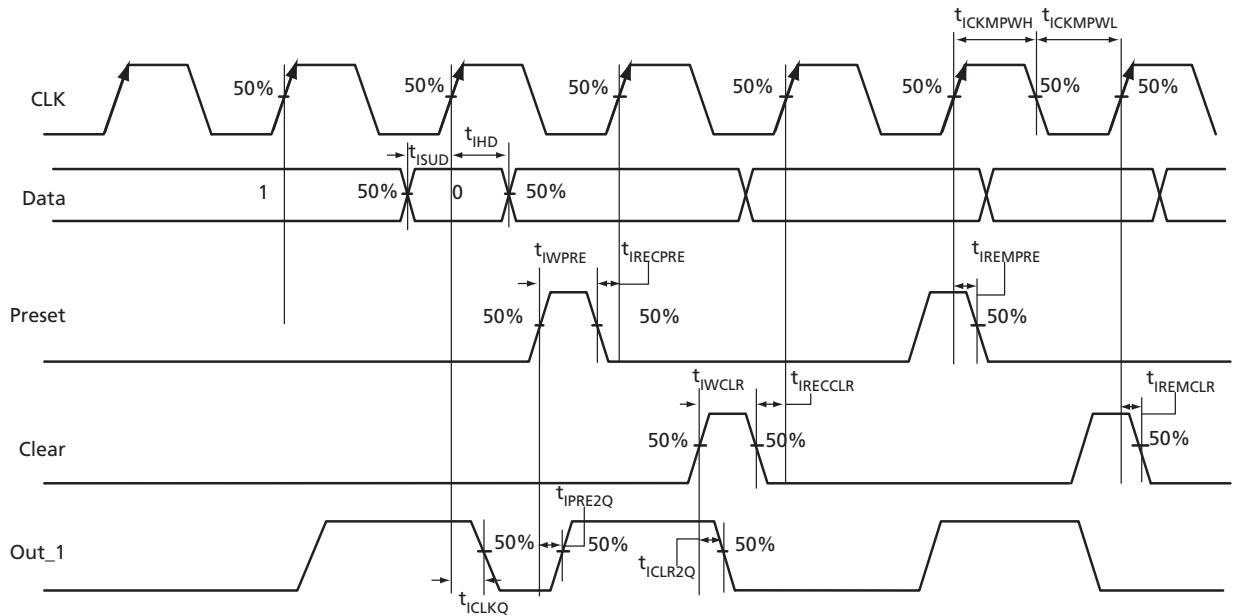 tICKMPWH tICKMPWL
CLK 50% 50% 50% 50% 50% 50% 50%
tISUD tIHD
Data 1 50% 0 50%
tIWPRE tIRECPRE tIREMPRE
Preset 50% 50% 50%
tIWCLR tIRECCLR tIREMCLR
Clear 50% 50% 50%
tIPRE2Q
Out_1 50% 50% tICLR2Q 50%
tICLKQ